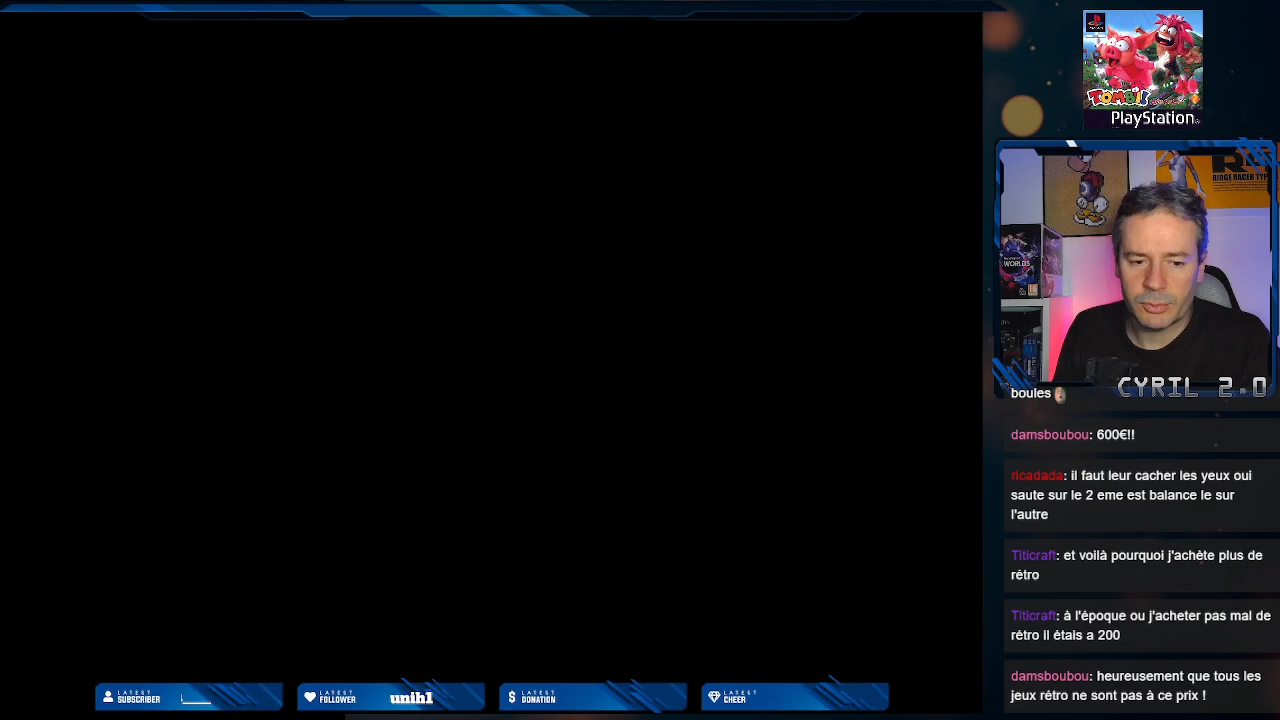 TOMBI!
PlayStation
RIDGE RACER TYPE
WORLDS
CYRIL 2.0
boules
damsboubou: 600€!!
ricadada: il faut leur cacher les yeux oui
saute sur le 2 eme est balance le sur
l'autre
Titicraft: et voilà pourquoi j'achète plus de
rétro
Titicraft: à l'époque ou j'acheter pas mal de
rétro il étais a 200
damsboubou: heureusement que tous les
jeux rétro ne sont pas à ce prix !
LATEST
SUBSCRIBER
LATEST
FOLLOWER
unihl
LATEST
DONATION
LATEST
CHEER